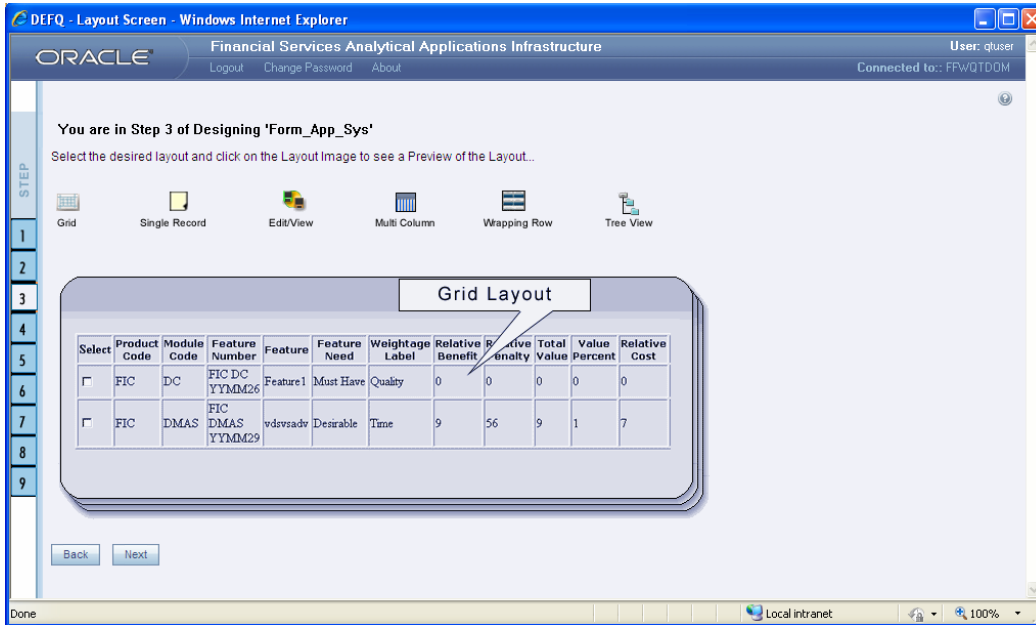 DEFQ - Layout Screen - Windows Internet Explorer
ORACLE
Financial Services Analytical Applications Infrastructure
User: qtuser
Logout Change Password About
Connected to:: FFWQTDOM
You are in Step 3 of Designing 'Form_App_Sys'
Select the desired layout and click on the Layout Image to see a Preview of the Layout...
STEP
Grid Single Record Edit/View Multi Column Wrapping Row Tree View
1
2
3
4
5
6
7
8
9
Grid Layout
Select Product Code Module Code Feature Number Feature Feature Need Weightage Label Relative Benefit Total Value Value Percent Relative Cost
FIC DC FIC DC YYMM26 Feature1 Must Have Quality 0 0 0 0 0
FIC DMAS FIC DMAS YYMM29 vdsvsadv Desirable Time 9 56 9 1 7
Back Next
Done
Local intranet
100%